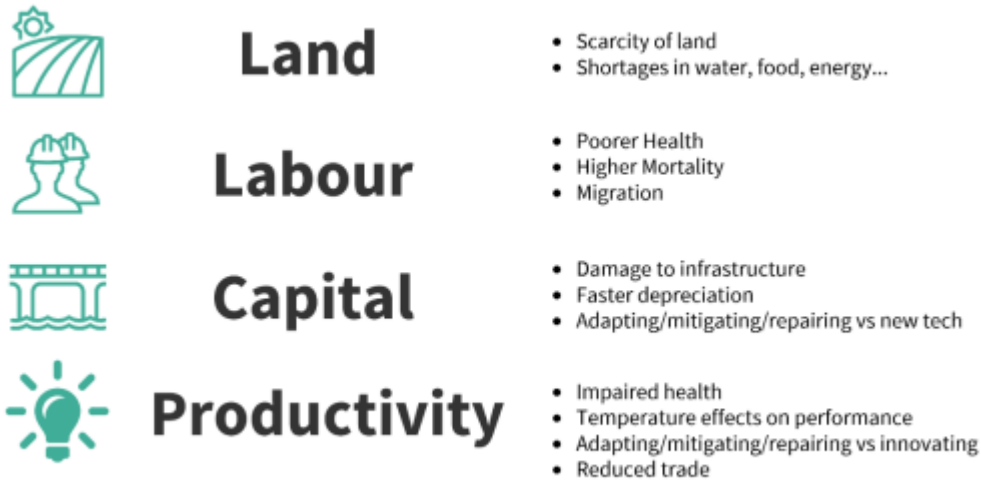 Land
• Scarcity of land
• Shortages in water, food, energy...
Labour
• Poorer Health
• Higher Mortality
• Migration
Capital
• Damage to infrastructure
• Faster depreciation
• Adapting/mitigating/repairing vs new tech
Productivity
• Impaired health
• Temperature effects on performance
• Adapting/mitigating/repairing vs innovating
• Reduced trade